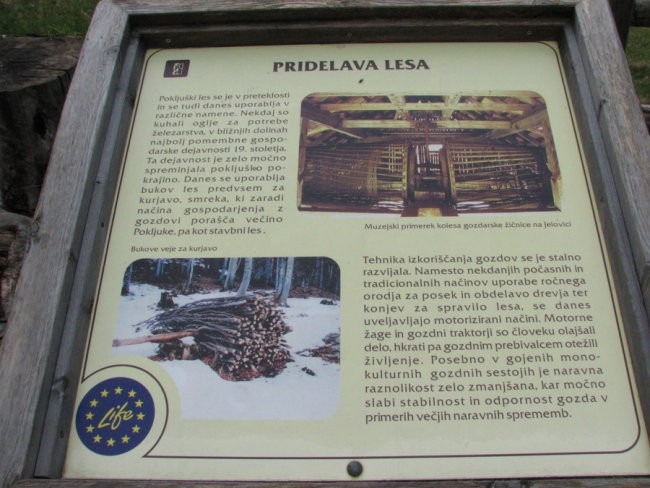 PRIDELAVA LESA
Pokljuški les se je v preteklosti
in se tudi danes uporablja v
različne namene. Nekdaj so
kuhali oglje za potrebe
železarstva, v bližnjih dolinah
najbolj pomembne gospo-
darske dejavnosti 19. stoletja.
Ta dejavnost je zelo močno
spreminjala pokljuško po-
krajino. Danes se uporablja
bukov les predvsem za
kurjavo, smreka, ki zaradi
načina gospodarjenja z
gozdovi porašča večino
Pokljuke, pa kot stavbni les .
Muzejski primerek kolesa gozdarske žičnice na Jelovici
Bukove veje za kurjavo
Tehnika izkoriščanja gozdov se je stalno
razvijala. Namesto nekdanjih počasnih in
tradicionalnih načinov uporabe ročnega
orodja za posek in obdelavo drevja ter
konjev za spravilo lesa, se danes
uveljavljajo motorizirani načini. Motorne
žage in gozdni traktorji so človeku olajšali
delo, hkrati pa gozdnim prebivalcem otežili
življenje. Posebno v gojenih mono-
kulturnih gozdnih sestojih je naravna
raznolikost zelo zmanjšana, kar močno
slabi stabilnost in odpornost gozda v
primerih večjih naravnih sprememb.
Life